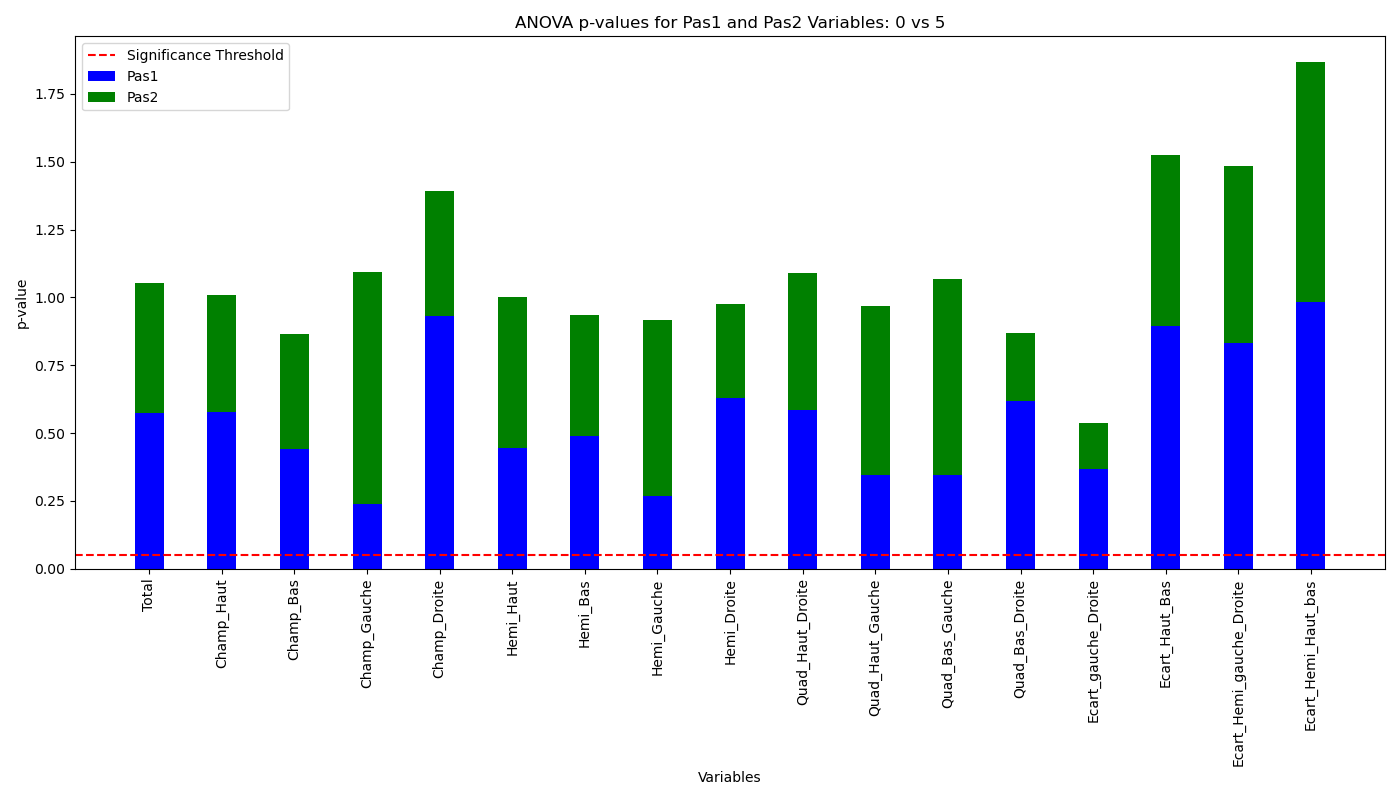 ANOVA p-values for Pas1 and Pas2 Variables: 0 vs 5
Significance Threshold
Pas1
Pas2
p-value
1.75
1.50
1.25
1.00
0.75
0.50
0.25
0.00
Total
Champ_Haut
Champ_Bas
Champ_Gauche
Champ_Droite
Hemi_Haut
Hemi_Bas
Hemi_Gauche
Hemi_Droite
Quad_Haut_Droite
Quad_Haut_Gauche
Quad_Bas_Gauche
Quad_Bas_Droite
Ecart_gauche_Droite
Ecart_Haut_Bas
Ecart_Hemi_gauche_Droite
Ecart_Hemi_Haut_bas
Variables